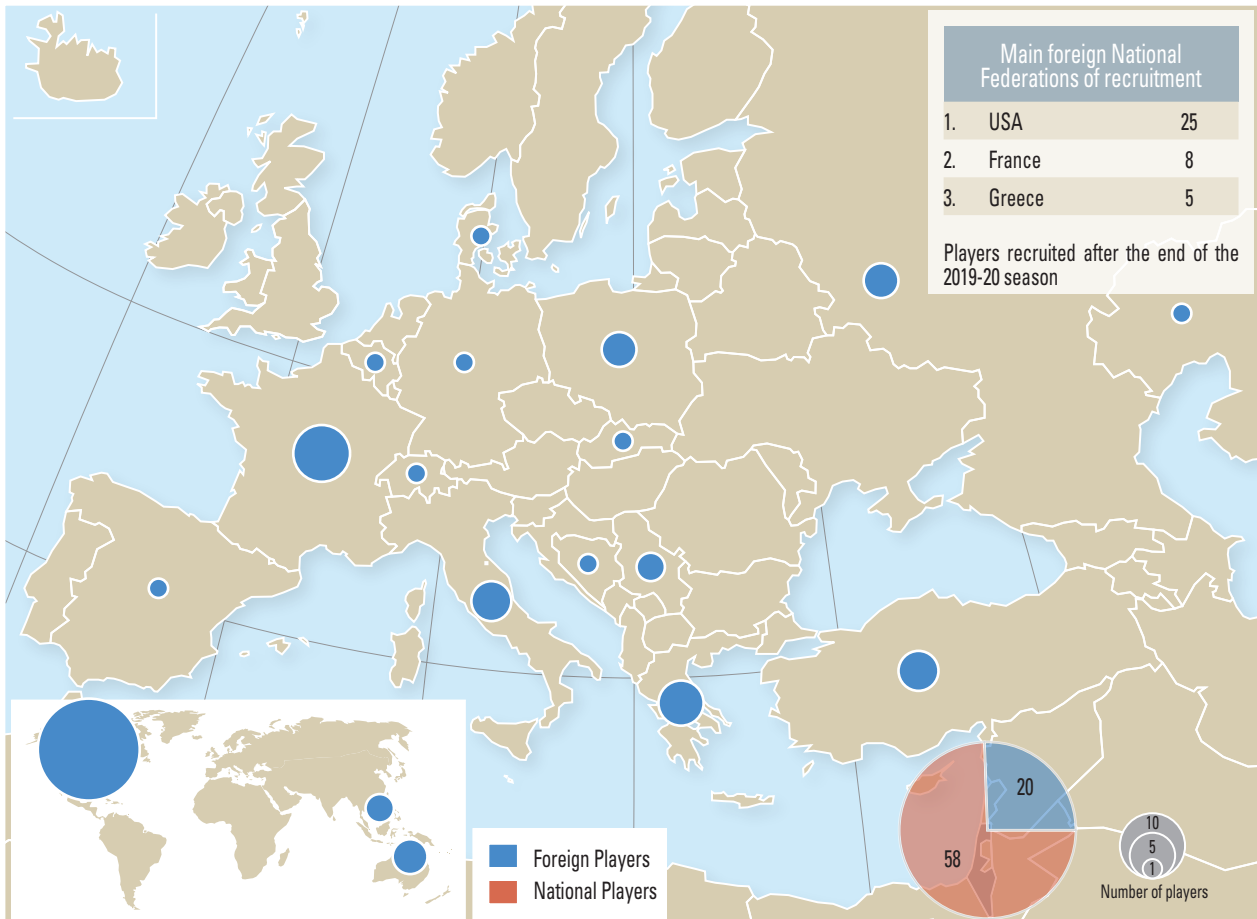 Main foreign National
Federations of recruitment
1. USA 25
2. France 8
3. Greece 5
Players recruited after the end of the
2019-20 season
Foreign Players
National Players
20
58
10
5
1
Number of players